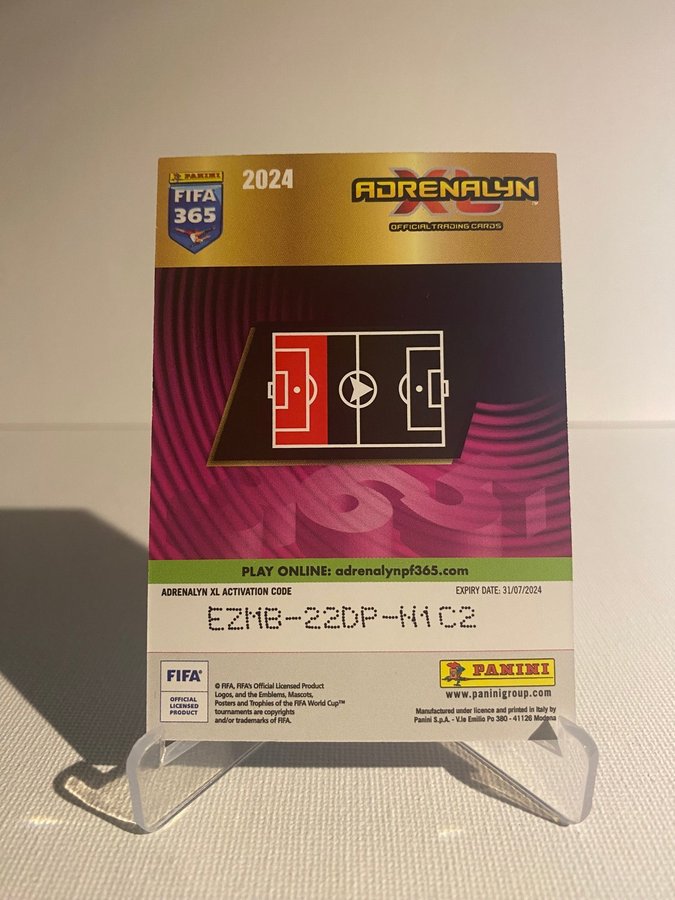 PANINI
FIFA
365
2024
ADRENALYN
XL™
OFFICIAL TRADING CARDS
PLAY ONLINE: adrenalynpf365.com
ADRENALYN XL ACTIVATION CODE
EXPIRY DATE: 31/07/2024
EZMB-22DP-N1C2
FIFA®
OFFICIAL
LICENSED
PRODUCT
© FIFA, FIFA's Official Licensed Product
Logos, and the Emblems, Mascots,
Posters and Trophies of the FIFA World Cup™
tournaments are copyrights
and/or trademarks of FIFA.
PANINI
www.paninigroup.com
Manufactured under licence and printed in Italy by
Panini S.p.A. - V.le Emilio Po 380 - 41126 Modena